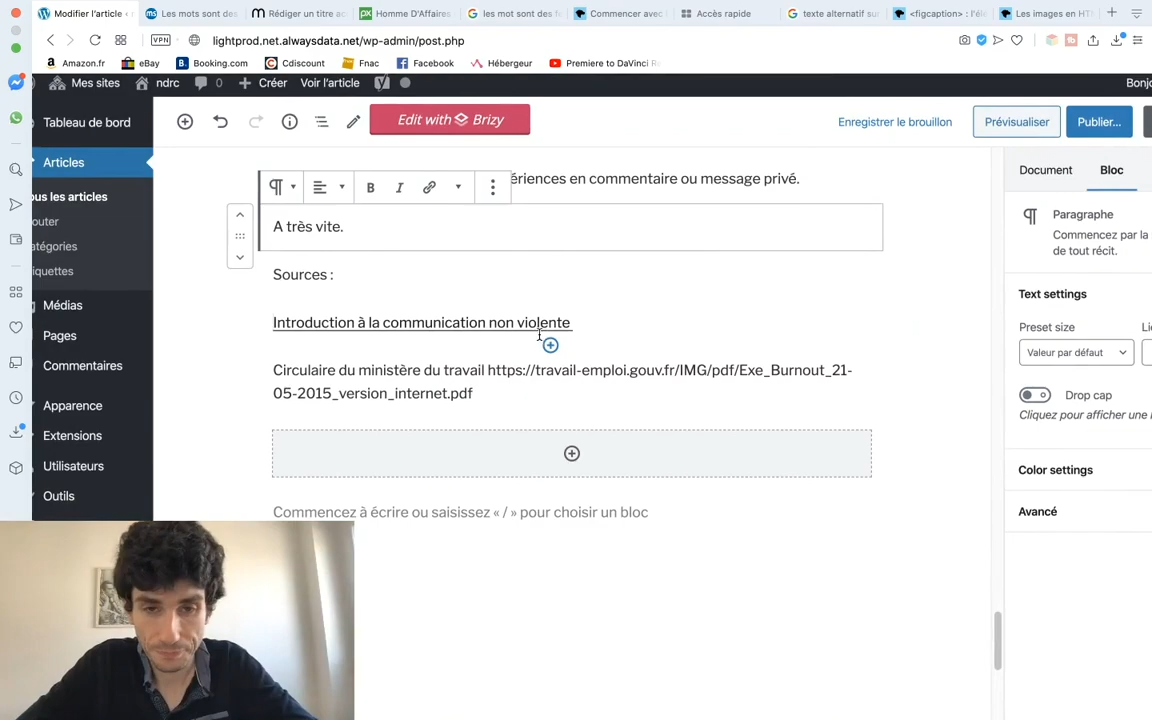 Modifier l'article ‹
Les mots sont des
Rédiger un titre ac
Homme D'Affaires
les mot sont des fe
Commencer avec
Accès rapide
texte alternatif sur
<figcaption> : l'élé
Les images en HT
VPN
lightprod.net.alwaysdata.net/wp-admin/post.php
Amazon.fr
eBay
Booking.com
Cdiscount
Fnac
Facebook
Hébergeur
Premiere to DaVinci Re
Mes sites
ndrc
0
Créer
Voir l'article
Bonj
Tableau de bord
Edit with Brizy
Enregistrer le brouillon
Prévisualiser
Publier...
Articles
ous les articles
outer
atégories
iquettes
Médias
Pages
Commentaires
Apparence
Extensions
Utilisateurs
Outils
ériences en commentaire ou message privé.
B
I
A très vite.
Sources :
Introduction à la communication non violente
Circulaire du ministère du travail https://travail-emploi.gouv.fr/IMG/pdf/Exe_Burnout_21-
05-2015_version_internet.pdf
Commencez à écrire ou saisissez « / » pour choisir un bloc
Document
Bloc
Paragraphe
Commencez par la
de tout récit.
Text settings
Preset size
Valeur par défaut
Drop cap
Cliquez pour afficher une
Color settings
Avancé